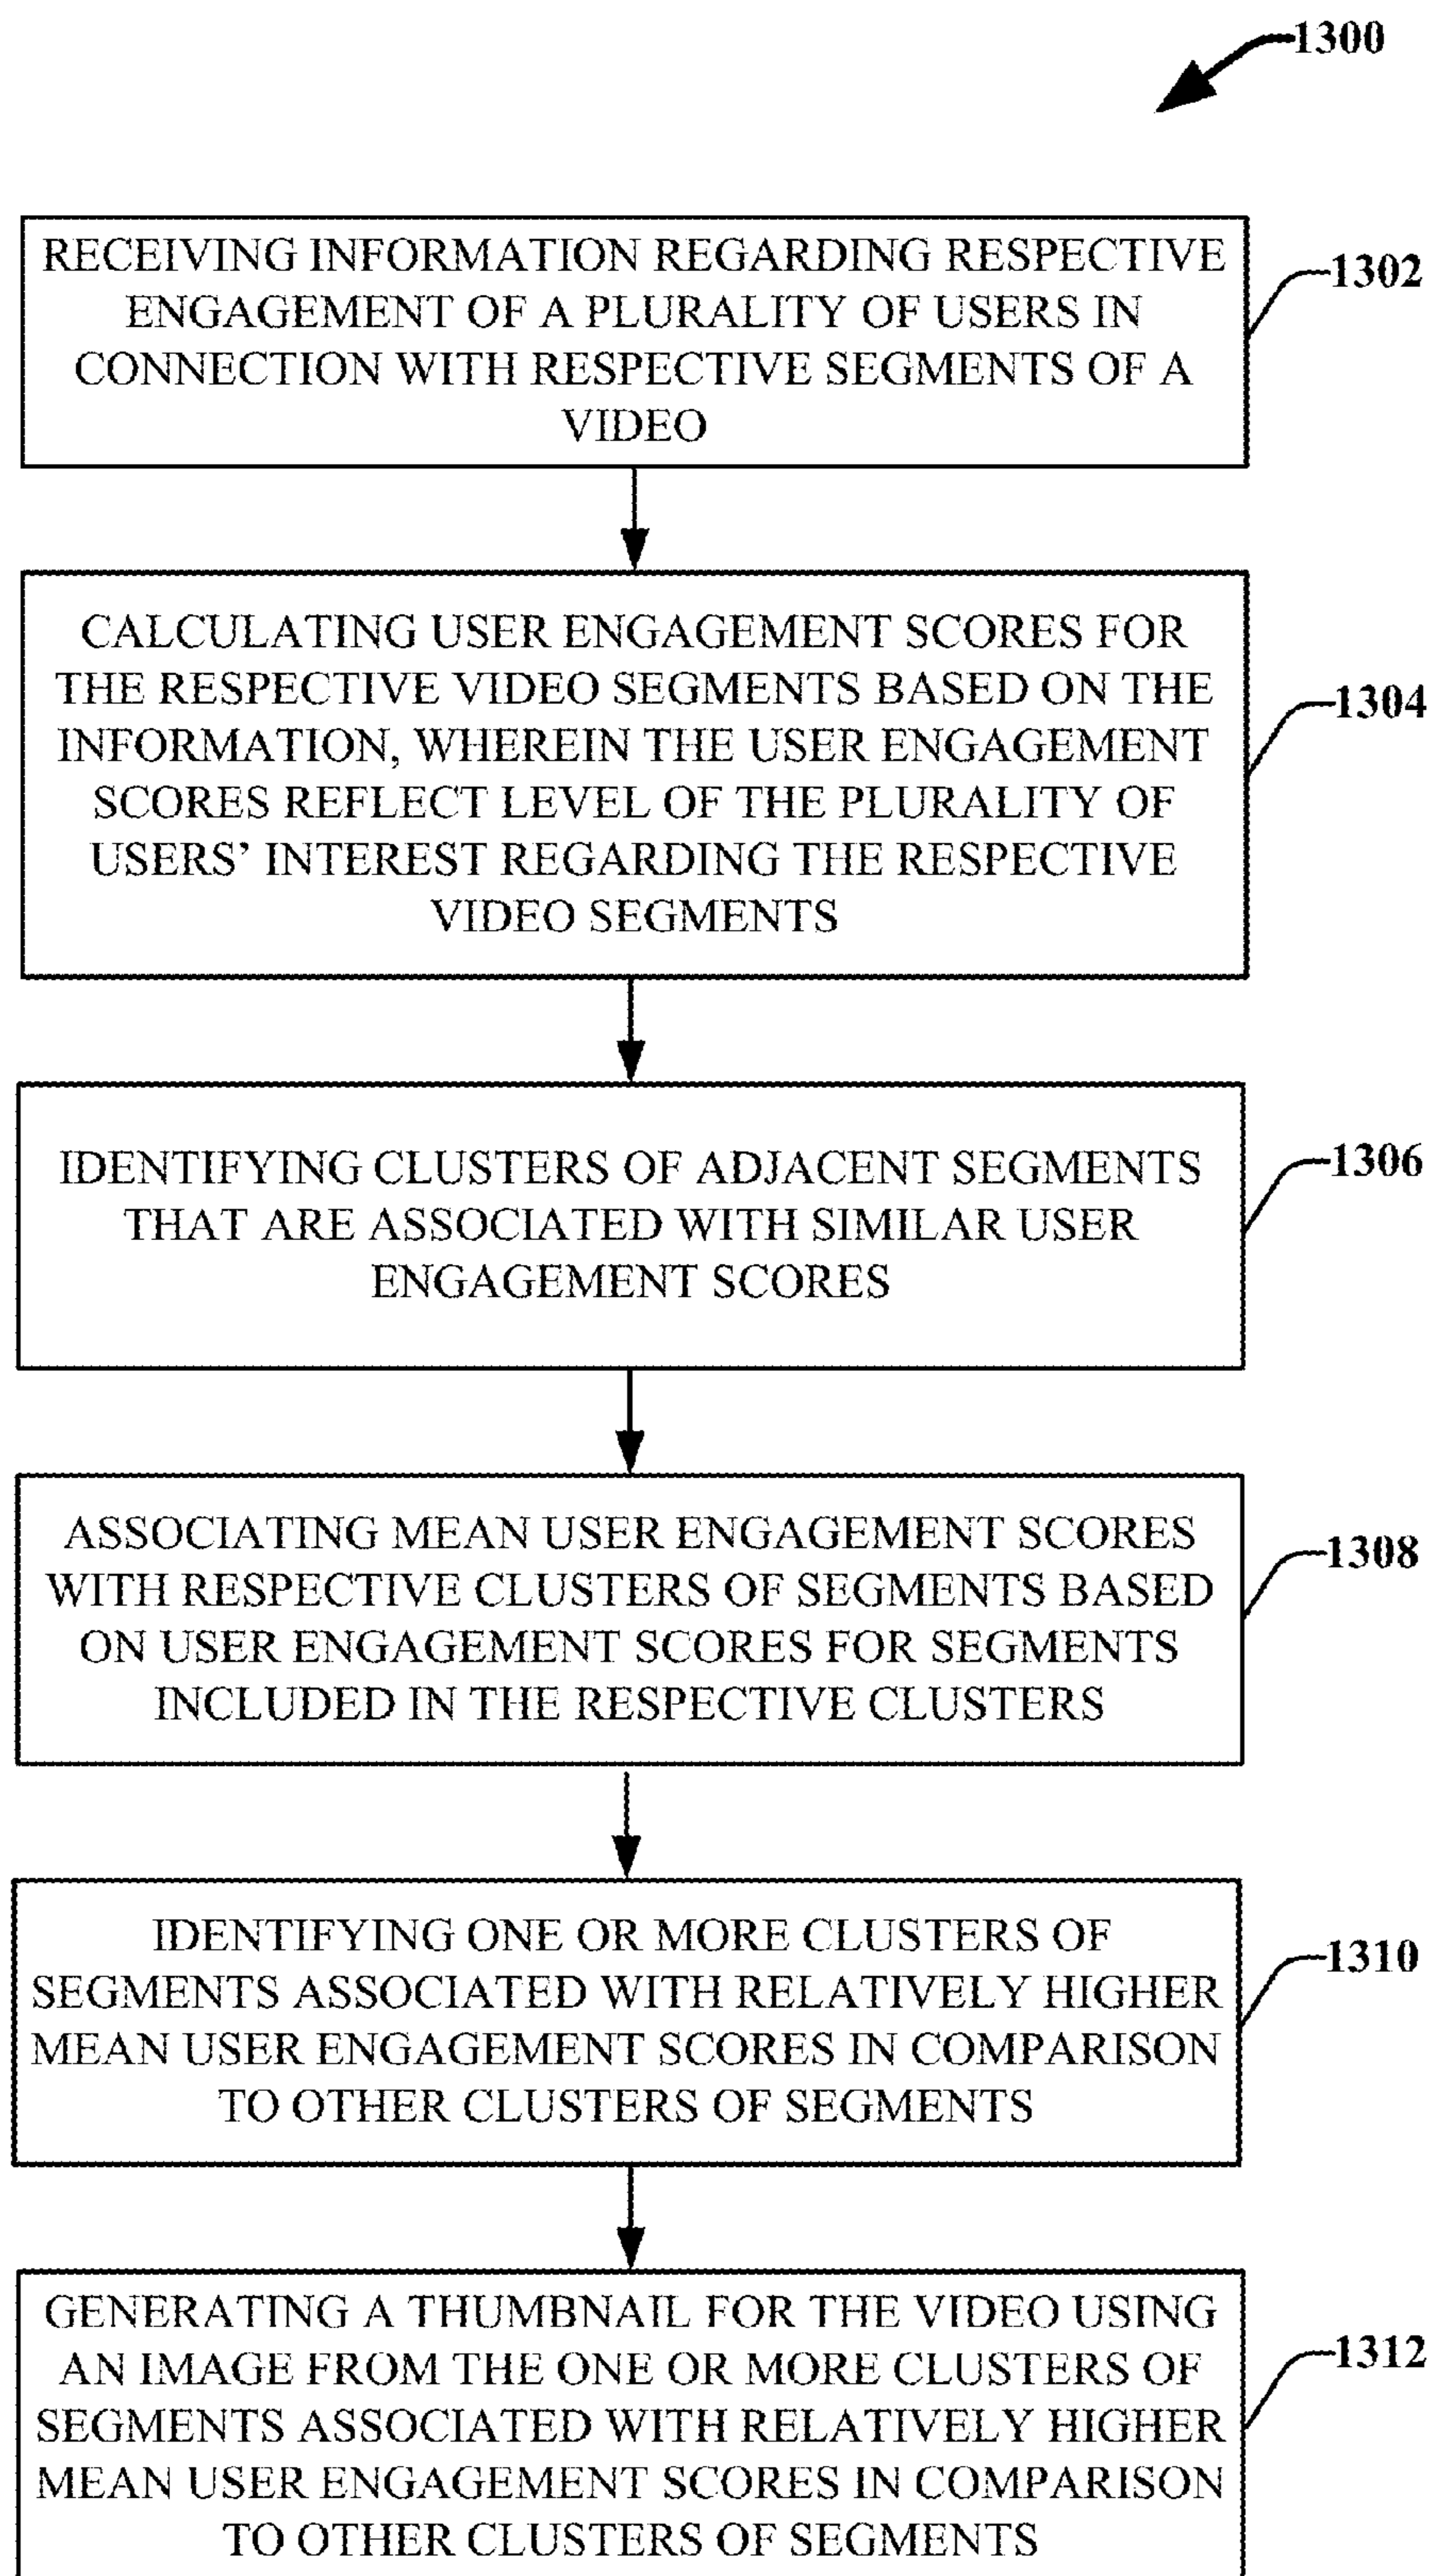 1300
RECEIVING INFORMATION REGARDING RESPECTIVE
ENGAGEMENT OF A PLURALITY OF USERS IN
CONNECTION WITH RESPECTIVE SEGMENTS OF A
VIDEO
1302
CALCULATING USER ENGAGEMENT SCORES FOR
THE RESPECTIVE VIDEO SEGMENTS BASED ON THE
INFORMATION, WHEREIN THE USER ENGAGEMENT
SCORES REFLECT LEVEL OF THE PLURALITY OF
USERS’ INTEREST REGARDING THE RESPECTIVE
VIDEO SEGMENTS
1304
IDENTIFYING CLUSTERS OF ADJACENT SEGMENTS
THAT ARE ASSOCIATED WITH SIMILAR USER
ENGAGEMENT SCORES
1306
ASSOCIATING MEAN USER ENGAGEMENT SCORES
WITH RESPECTIVE CLUSTERS OF SEGMENTS BASED
ON USER ENGAGEMENT SCORES FOR SEGMENTS
INCLUDED IN THE RESPECTIVE CLUSTERS
1308
IDENTIFYING ONE OR MORE CLUSTERS OF
SEGMENTS ASSOCIATED WITH RELATIVELY HIGHER
MEAN USER ENGAGEMENT SCORES IN COMPARISON
TO OTHER CLUSTERS OF SEGMENTS
1310
GENERATING A THUMBNAIL FOR THE VIDEO USING
AN IMAGE FROM THE ONE OR MORE CLUSTERS OF
SEGMENTS ASSOCIATED WITH RELATIVELY HIGHER
MEAN USER ENGAGEMENT SCORES IN COMPARISON
TO OTHER CLUSTERS OF SEGMENTS
1312